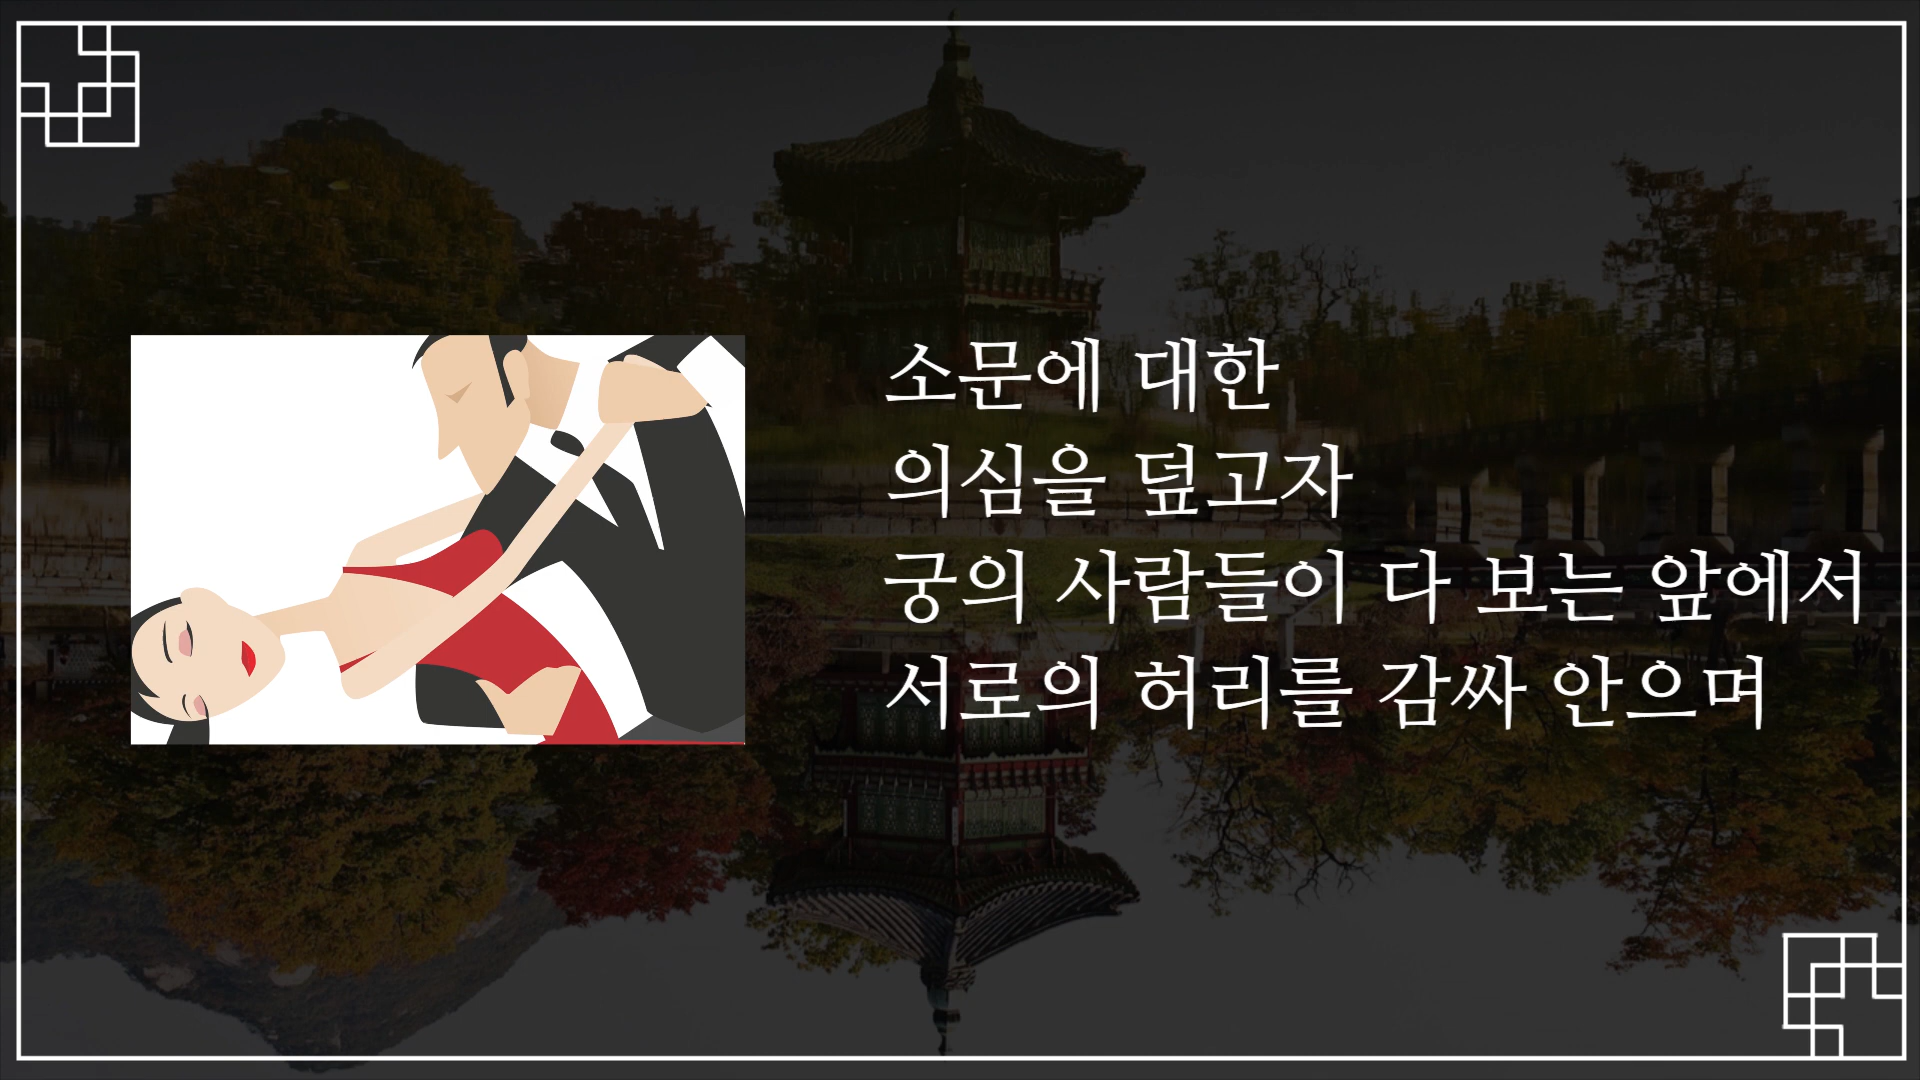 소문에 대한
의심을 덮고자
궁의 사람들이 다 보는 앞에서
서로의 허리를 감싸 안으며